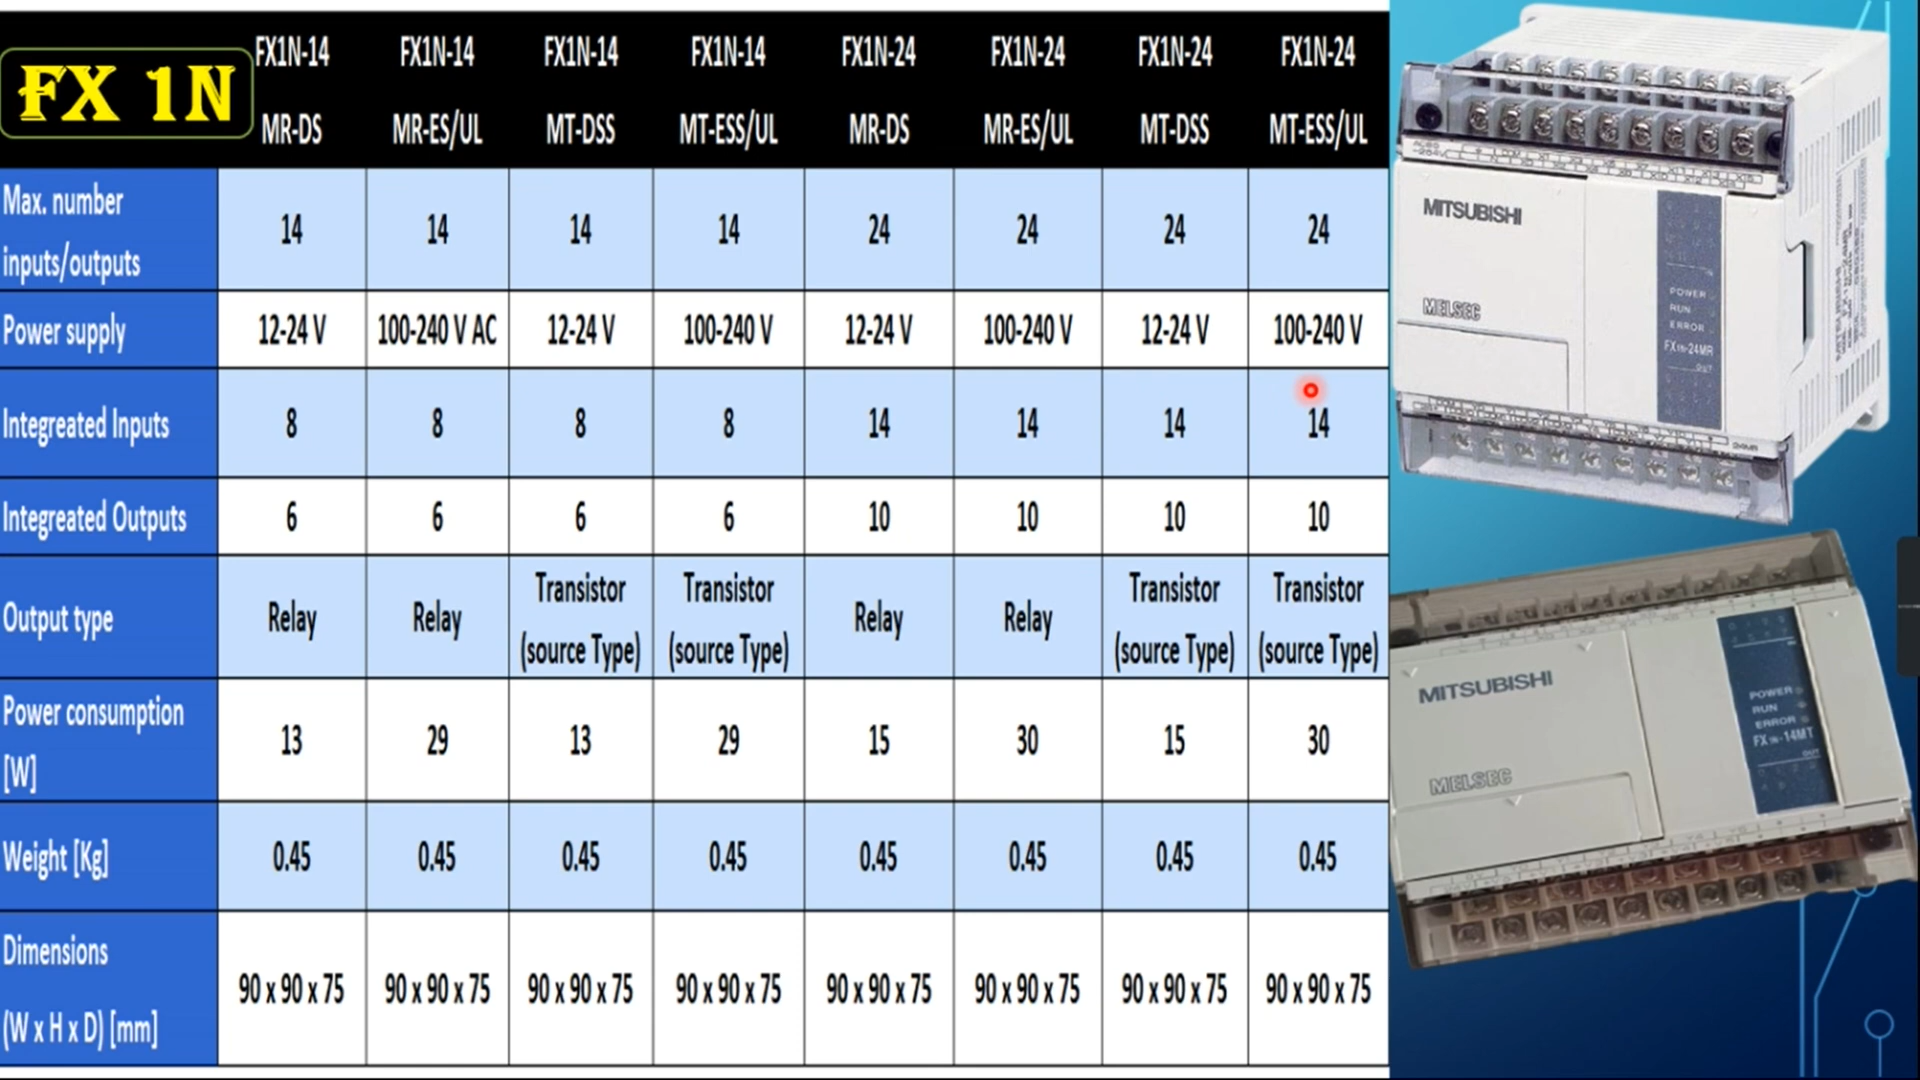 FX 1N
FX1N-14 FX1N-14 FX1N-14 FX1N-14 FX1N-24 FX1N-24 FX1N-24 FX1N-24
MR-DS MR-ES/UL MT-DSS MT-ESS/UL MR-DS MR-ES/UL MT-DSS MT-ESS/UL
Max. number
inputs/outputs 14 14 14 14 24 24 24 24
Power supply 12-24 V 100-240 V AC 12-24 V 100-240 V 12-24 V 100-240 V 12-24 V 100-240 V
Integreated Inputs 8 8 8 8 14 14 14 14
Integreated Outputs 6 6 6 6 10 10 10 10
Output type Relay Relay Transistor Transistor Relay Relay Transistor Transistor
(source Type) (source Type) (source Type) (source Type)
Power consumption
[W] 13 29 13 29 15 30 15 30
Weight [Kg] 0.45 0.45 0.45 0.45 0.45 0.45 0.45 0.45
Dimensions
(W x H x D) [mm] 90 x 90 x 75 90 x 90 x 75 90 x 90 x 75 90 x 90 x 75 90 x 90 x 75 90 x 90 x 75 90 x 90 x 75 90 x 90 x 75
MITSUBISHI
MELSEC
POWER
RUN
ERROR
FX1N-24MR
OUT
24MR
MITSUBISHI
MELSEC
POWER
RUN
ERROR
FX1N-14MT
OUT